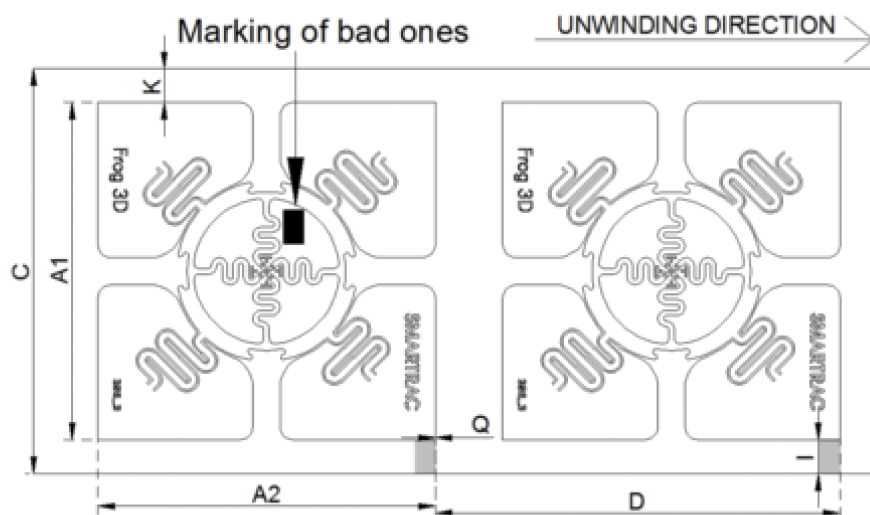 Marking of bad ones
UNWINDING DIRECTION
K
Frog 3D
Frog 3D
C
A1
SMARTRAC
SMARTRAC
Q
I
A2
D